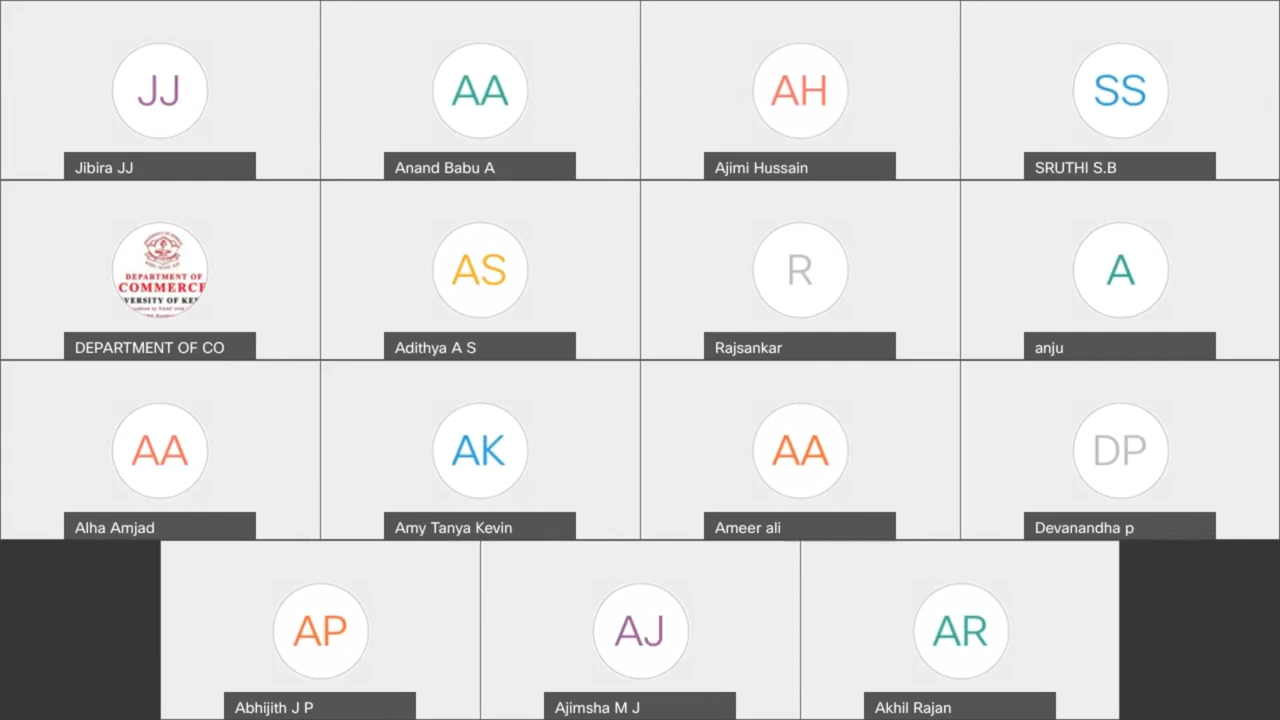 JJ
AA
AH
SS
Jibira JJ
Anand Babu A
Ajimi Hussain
SRUTHI S.B
DEPARTMENT OF
COMMERCE
AS
R
A
DEPARTMENT OF CO
Adithya A S
Rajsankar
anju
AA
AK
AA
DP
Alha Amjad
Amy Tanya Kevin
Ameer ali
Devanandha p
AP
AJ
AR
Abhijith J P
Ajimsha M J
Akhil Rajan